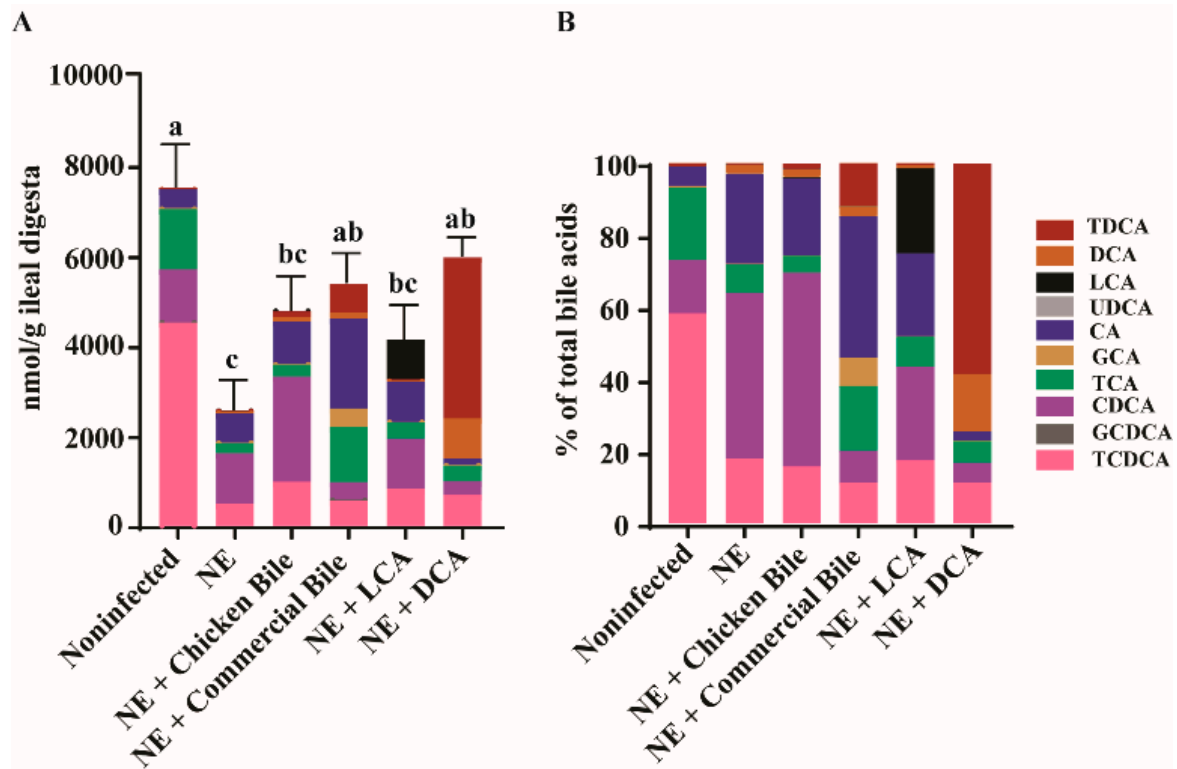 A
nmol/g ileal digesta
10000
8000
6000
4000
2000
0
a
c
bc
ab
bc
ab
Noninfected
NE
NE + Chicken Bile
NE + Commercial Bile
NE + LCA
NE + DCA
B
% of total bile acids
100
80
60
40
20
0
Noninfected
NE
NE + Chicken Bile
NE + Commercial Bile
NE + LCA
NE + DCA
TDCA
DCA
LCA
UDCA
CA
GCA
TCA
CDCA
GCDCA
TCDCA